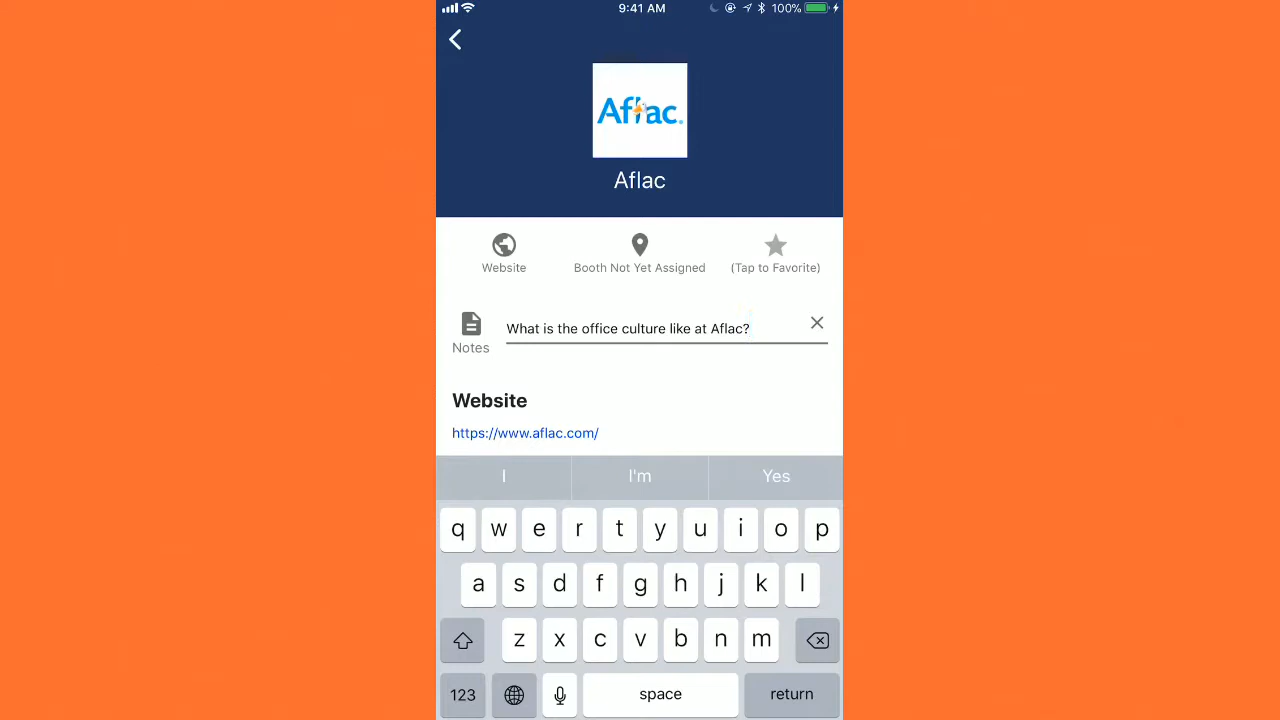 9:41 AM
100%
Aflac
Aflac
Website
Booth Not Yet Assigned
(Tap to Favorite)
Notes
What is the office culture like at Aflac?
Website
https://www.aflac.com/
I
I'm
Yes
q w e r t y u i o p
a s d f g h j k l
z x c v b n m
123
space
return